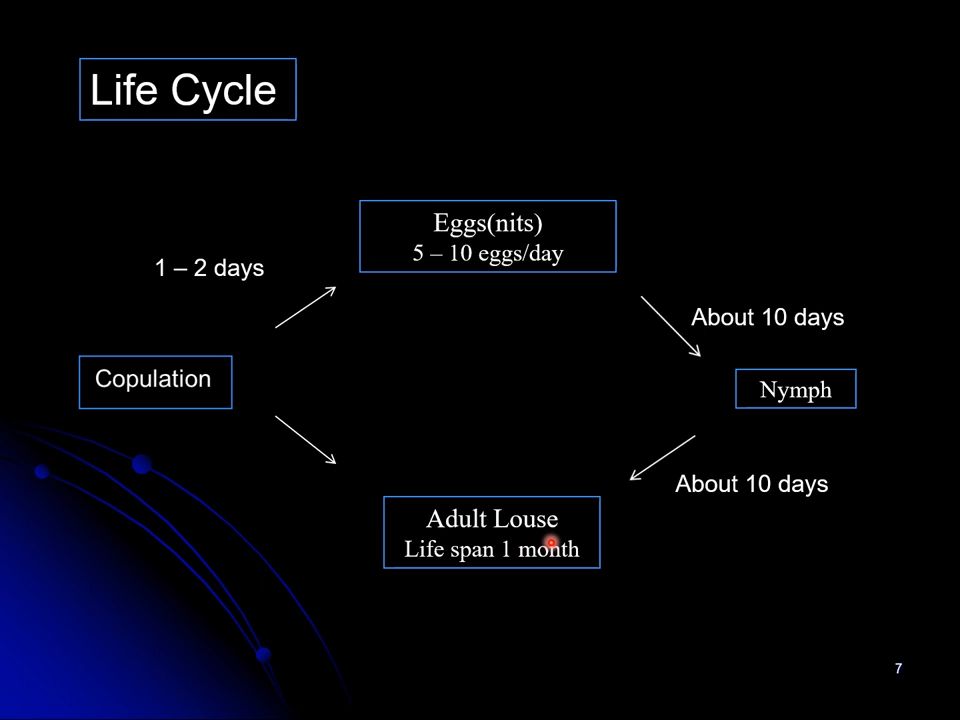 Life Cycle
Eggs(nits)
5 – 10 eggs/day
1 – 2 days
About 10 days
Copulation
Nymph
About 10 days
Adult Louse
Life span 1 month
7